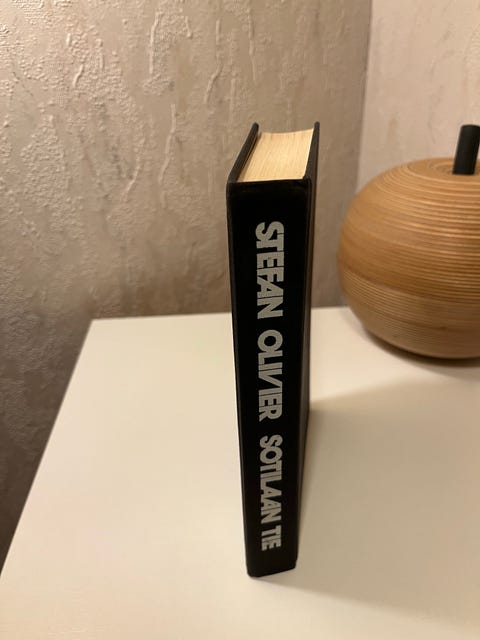 STEFAN OLIVIER SOTILAAN TIE